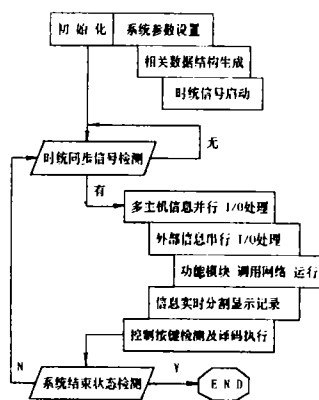 初 始 化 系统参数设置
相关数据结构生成
时统信号启动
无
时统同步信号检测
有
多主机信息并行 I/O处理
外部信息串行 I/O处理
功能模块 调用网络 运行
信息实时分割显示记录
控制按键检测及译码执行
N
Y
系统结束状态检测
E N D